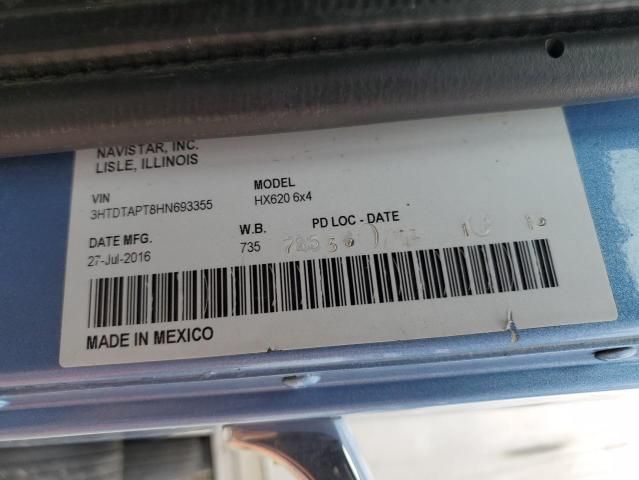 NAVISTAR, INC.
LISLE, ILLINOIS
VIN
3HTDTAPT8HN693355
MODEL
HX620 6x4
DATE MFG.
27-Jul-2016
W.B.
735
PD LOC - DATE
MADE IN MEXICO